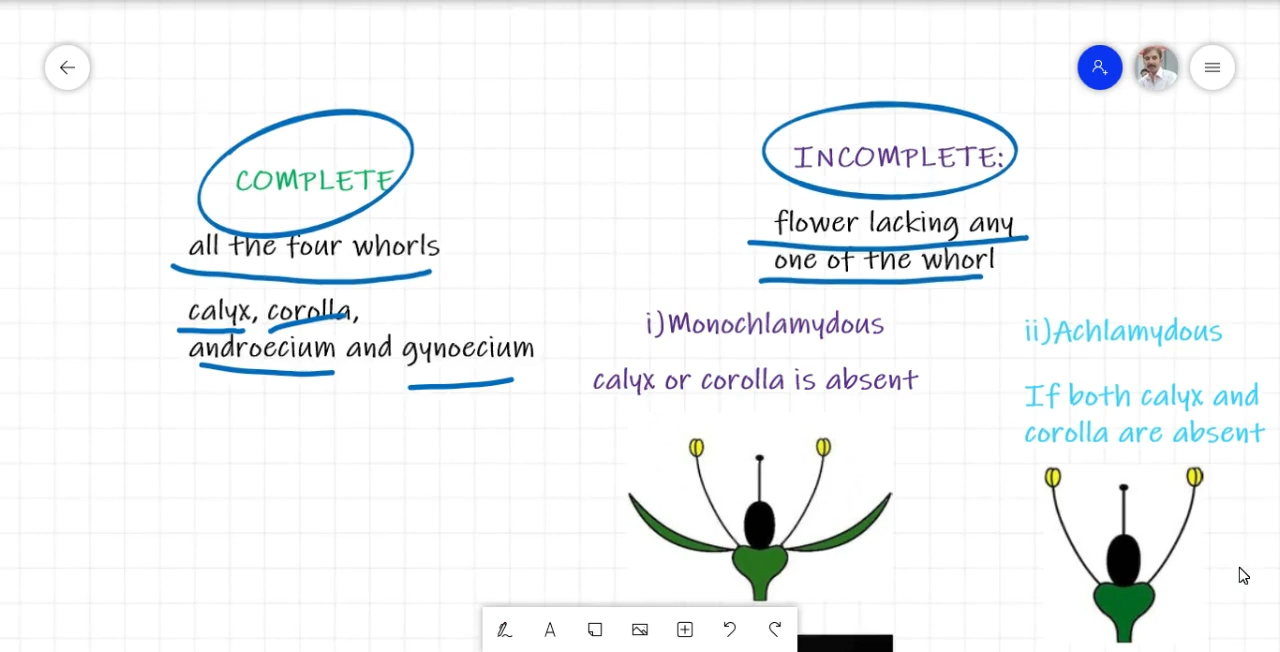 COMPLETE
all the four whorls
calyx, corolla,
androecium and gynoecium
INCOMPLETE:
flower lacking any
one of the whorl
i)Monochlamydous
calyx or corolla is absent
ii)Achlamydous
If both calyx and
corolla are absent
A